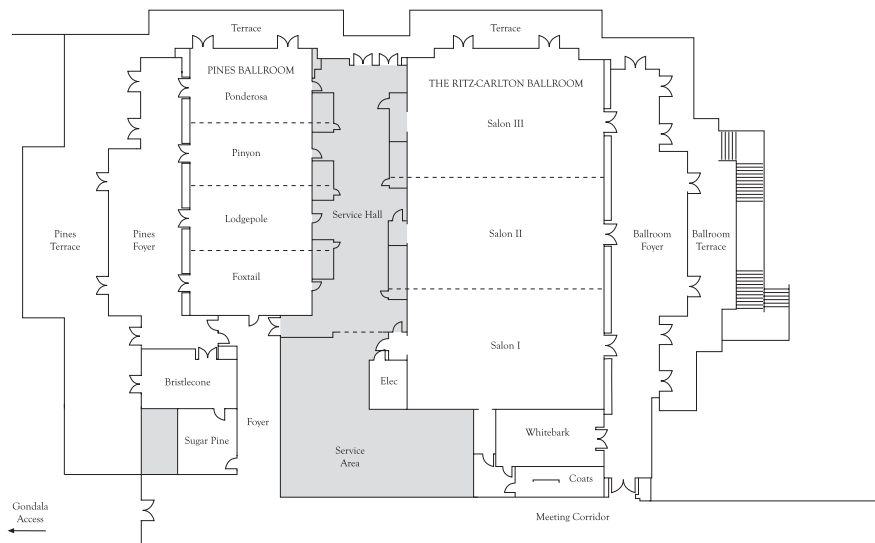 Terrace
Terrace
PINES BALLROOM
Ponderosa
THE RITZ-CARLTON BALLROOM
Salon III
Pinyon
Lodgepole
Service Hall
Salon II
Pines
Terrace
Pines
Foyer
Ballroom
Foyer
Ballroom
Terrace
Foxtail
Salon I
Bristlecone
Elec
Foyer
Whitebark
Sugar Pine
Service
Area
Coats
Gondala
Access
Meeting Corridor